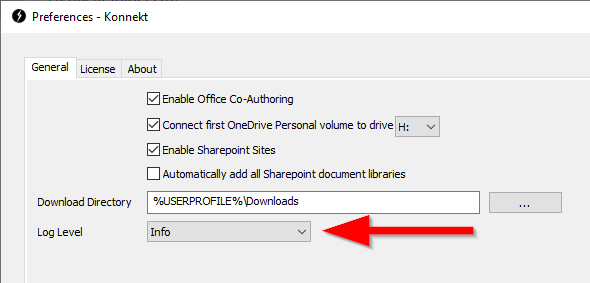 Preferences - Konnekt
General License About
Enable Office Co-Authoring
Connect first OneDrive Personal volume to drive H:
Enable Sharepoint Sites
Automatically add all Sharepoint document libraries
Download Directory %USERPROFILE%\Downloads ...
Log Level Info